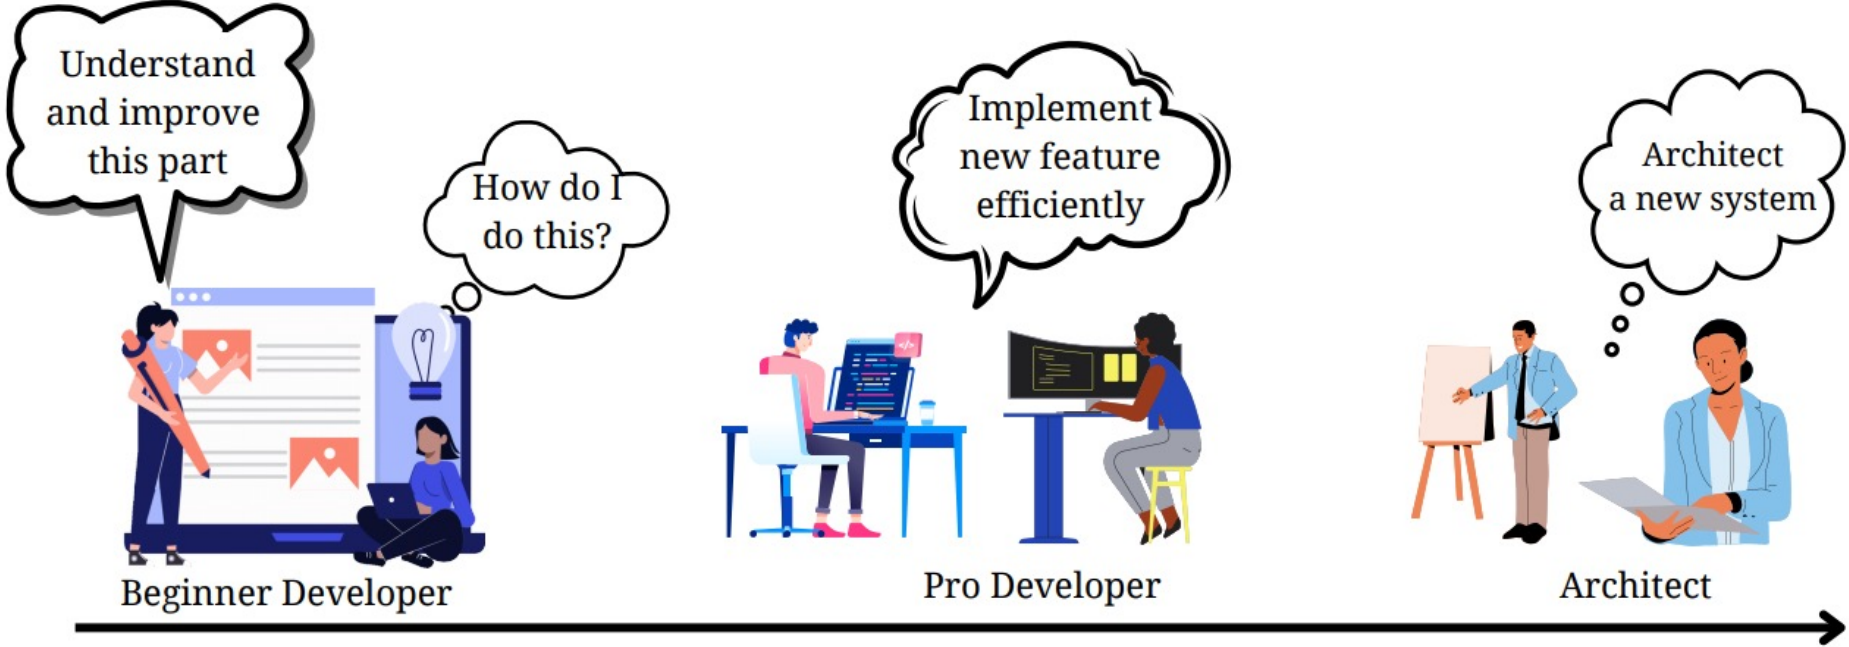 Understand
and improve
this part
How do I
do this?
Implement
new feature
efficiently
Architect
a new system
</>
Beginner Developer
Pro Developer
Architect